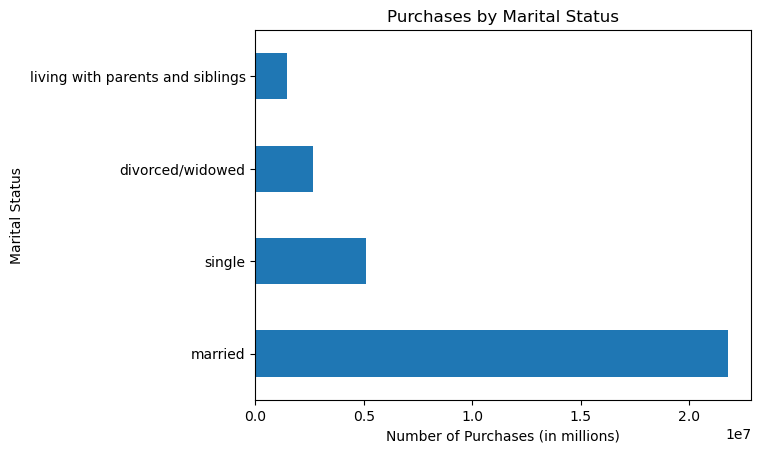 Purchases by Marital Status
living with parents and siblings
divorced/widowed
single
married
Marital Status
0.0 0.5 1.0 1.5 2.0
1e7
Number of Purchases (in millions)